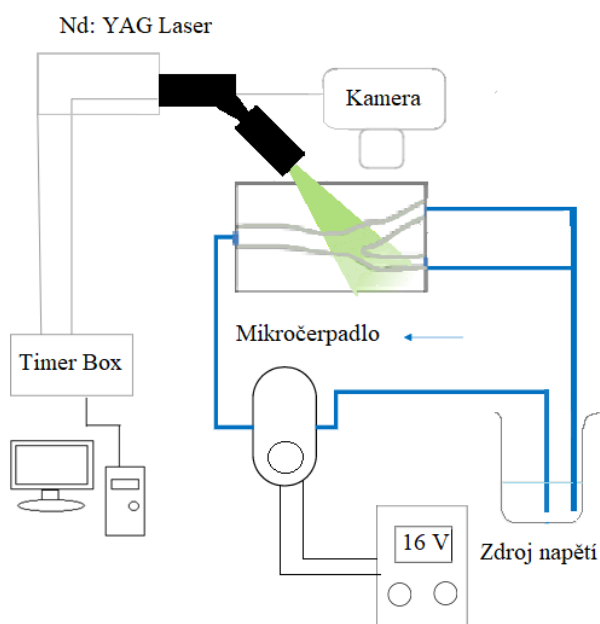 Nd: YAG Laser
Kamera
Mikročerpadlo
Timer Box
16 V
Zdroj napětí